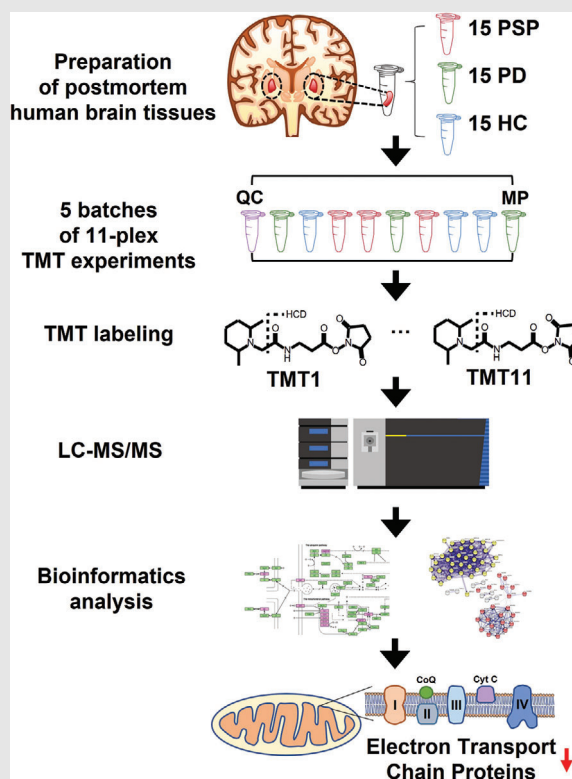 Preparation
of postmortem
human brain tissues
15 PSP
15 PD
15 HC
5 batches
of 11-plex
TMT experiments
QC
MP
TMT labeling
HCD
N
O
N
H
O
O
N
O
O
TMT1
...
HCD
N
O
N
H
O
O
N
O
O
TMT11
LC-MS/MS
Bioinformatics
analysis
I
CoQ
II
III
Cyt C
IV
Electron Transport
Chain Proteins